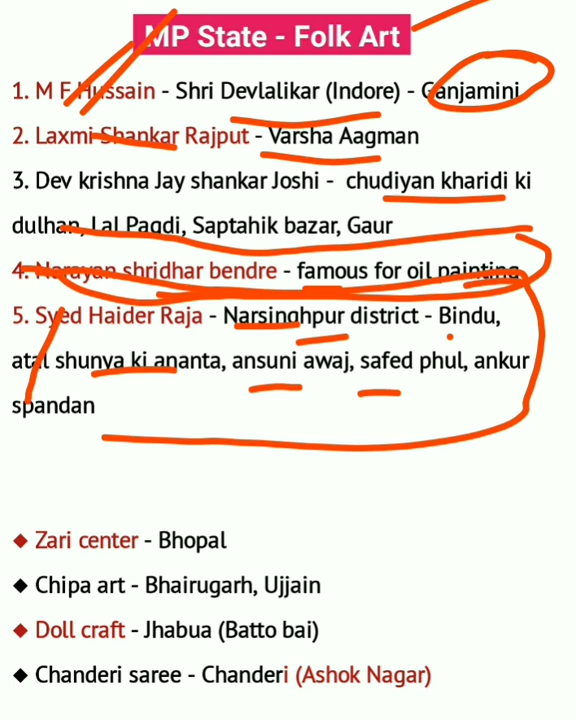 MP State - Folk Art
1. M F Hussain - Shri Devlalikar (Indore) - Ganjamini
2. Laxmi Shankar Rajput - Varsha Aagman
3. Dev krishna Jay shankar Joshi - chudiyan kharidi ki
dulhan, Lal Pagdi, Saptahik bazar, Gaur
4. Narayan shridhar bendre - famous for oil painting
5. Syed Haider Raja - Narsinghpur district - Bindu,
atal shunya ki ananta, ansuni awaj, safed phul, ankur
spandan
◆ Zari center - Bhopal
◆ Chipa art - Bhairugarh, Ujjain
◆ Doll craft - Jhabua (Batto bai)
◆ Chanderi saree - Chanderi (Ashok Nagar)